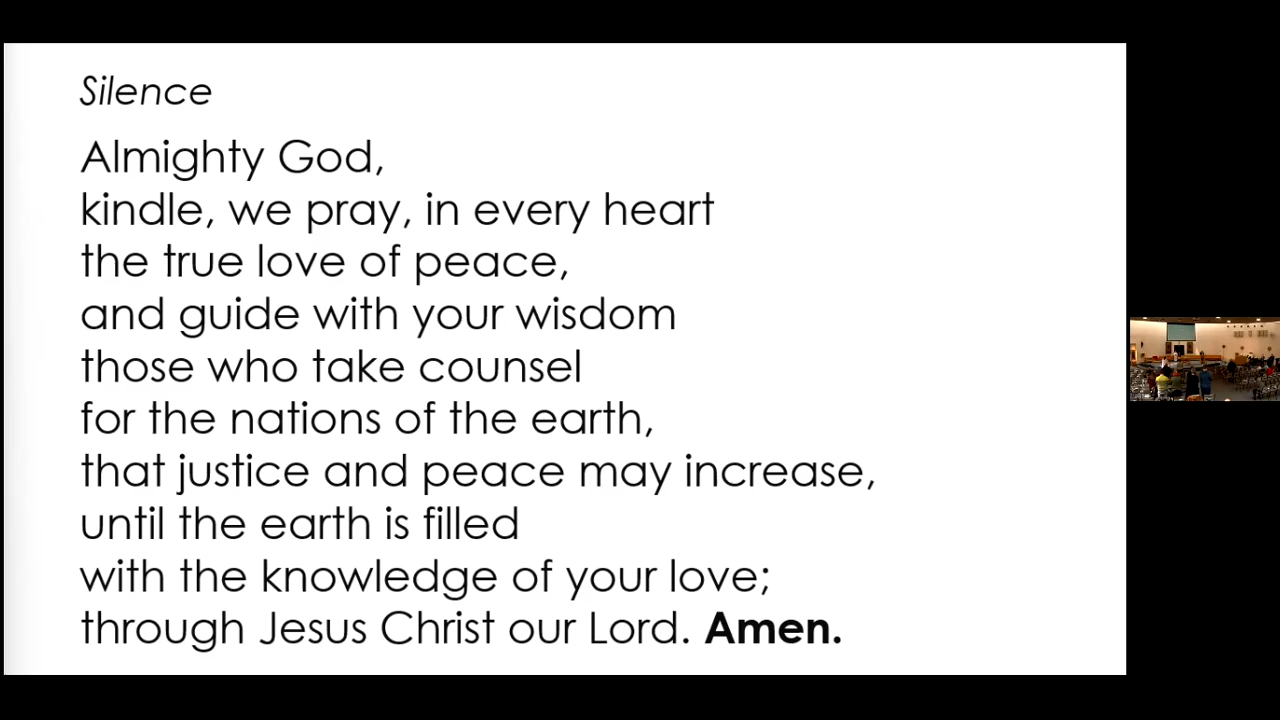 Silence
Almighty God,
kindle, we pray, in every heart
the true love of peace,
and guide with your wisdom
those who take counsel
for the nations of the earth,
that justice and peace may increase,
until the earth is filled
with the knowledge of your love;
through Jesus Christ our Lord. Amen.